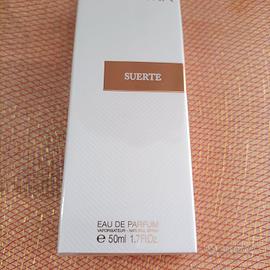 SUERTE
EAU DE PARFUM
VAPORISATEUR - NATURAL SPRAY
e 50ml 1.7Fl.Oz